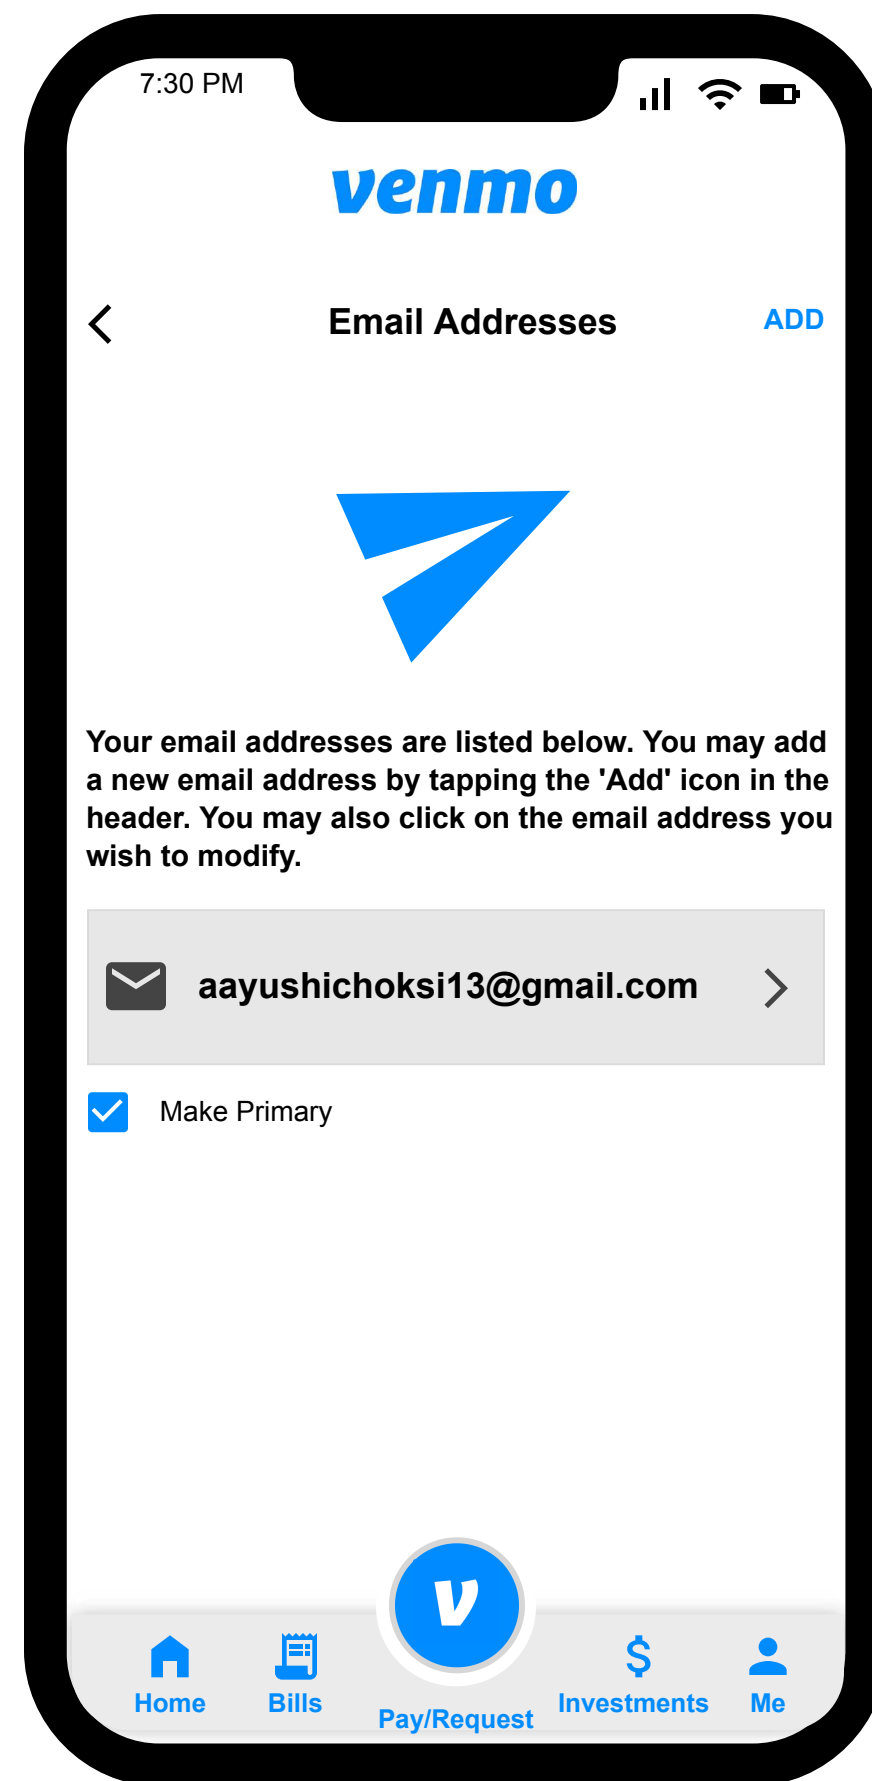 7:30 PM
venmo
Email Addresses
ADD
Your email addresses are listed below. You may add
a new email address by tapping the 'Add' icon in the
header. You may also click on the email address you
wish to modify.
aayushichoksi13@gmail.com
Make Primary
v
Home
Bills
Pay/Request
Investments
Me